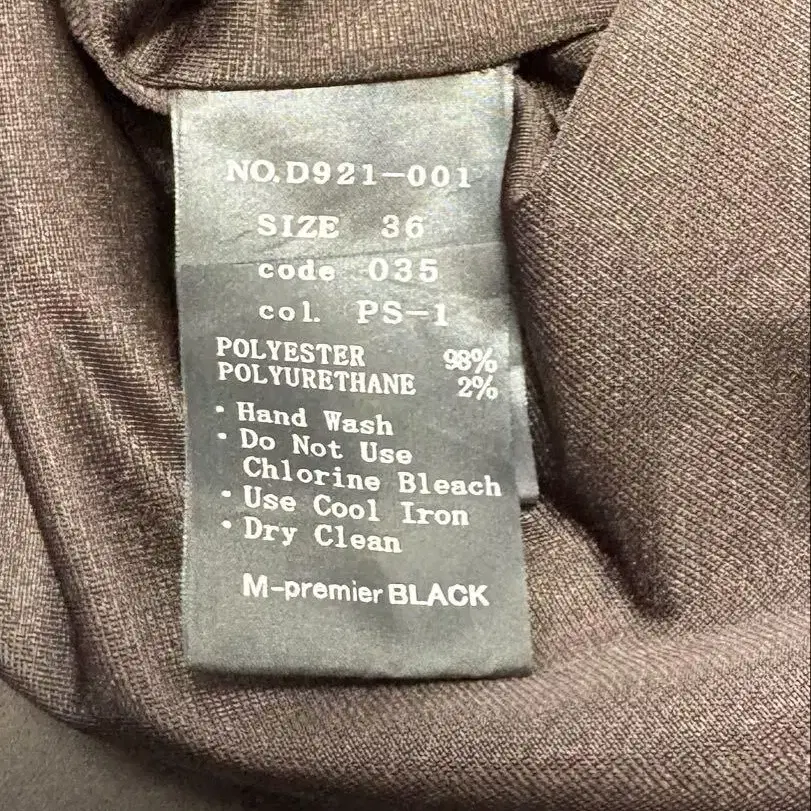 NO.D921-001
SIZE 36
code 035
col. PS-1
POLYESTER 98%
POLYURETHANE 2%
・Hand Wash
・Do Not Use
Chlorine Bleach
・Use Cool Iron
・Dry Clean
M-premier BLACK